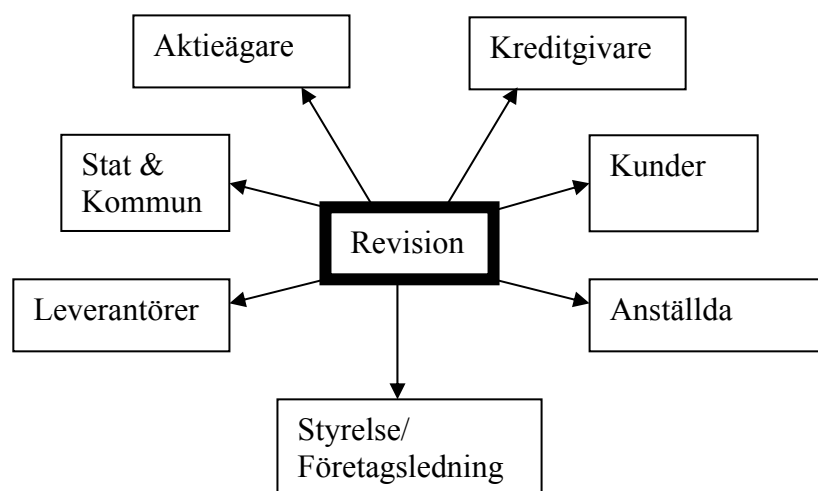 Aktieägare
Kreditgivare
Stat &
Kommun
Kunder
Revision
Leverantörer
Anställda
Styrelse/
Företagsledning